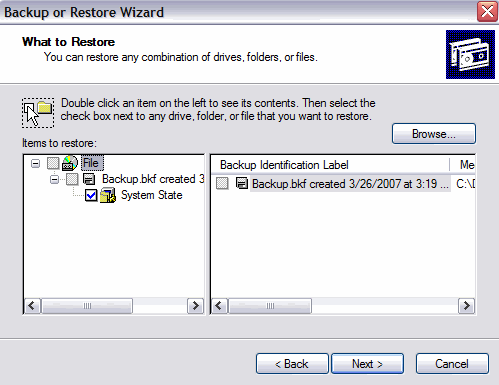 Backup or Restore Wizard
What to Restore
You can restore any combination of drives, folders, or files.
Double click an item on the left to see its contents. Then select the
check box next to any drive, folder, or file that you want to restore.
Browse...
Items to restore:
File
Backup.bkf created 3
System State
Backup Identification Label
Me
Backup.bkf created 3/26/2007 at 3:19 ...
C:\D
< Back
Next >
Cancel